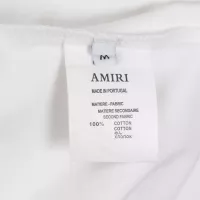 M
AMIRI
MADE IN PORTUGAL
MATIERE - FABRIC
MATIERE SECONDAIRE
SECOND FABRIC
100% COTTON
COTTON